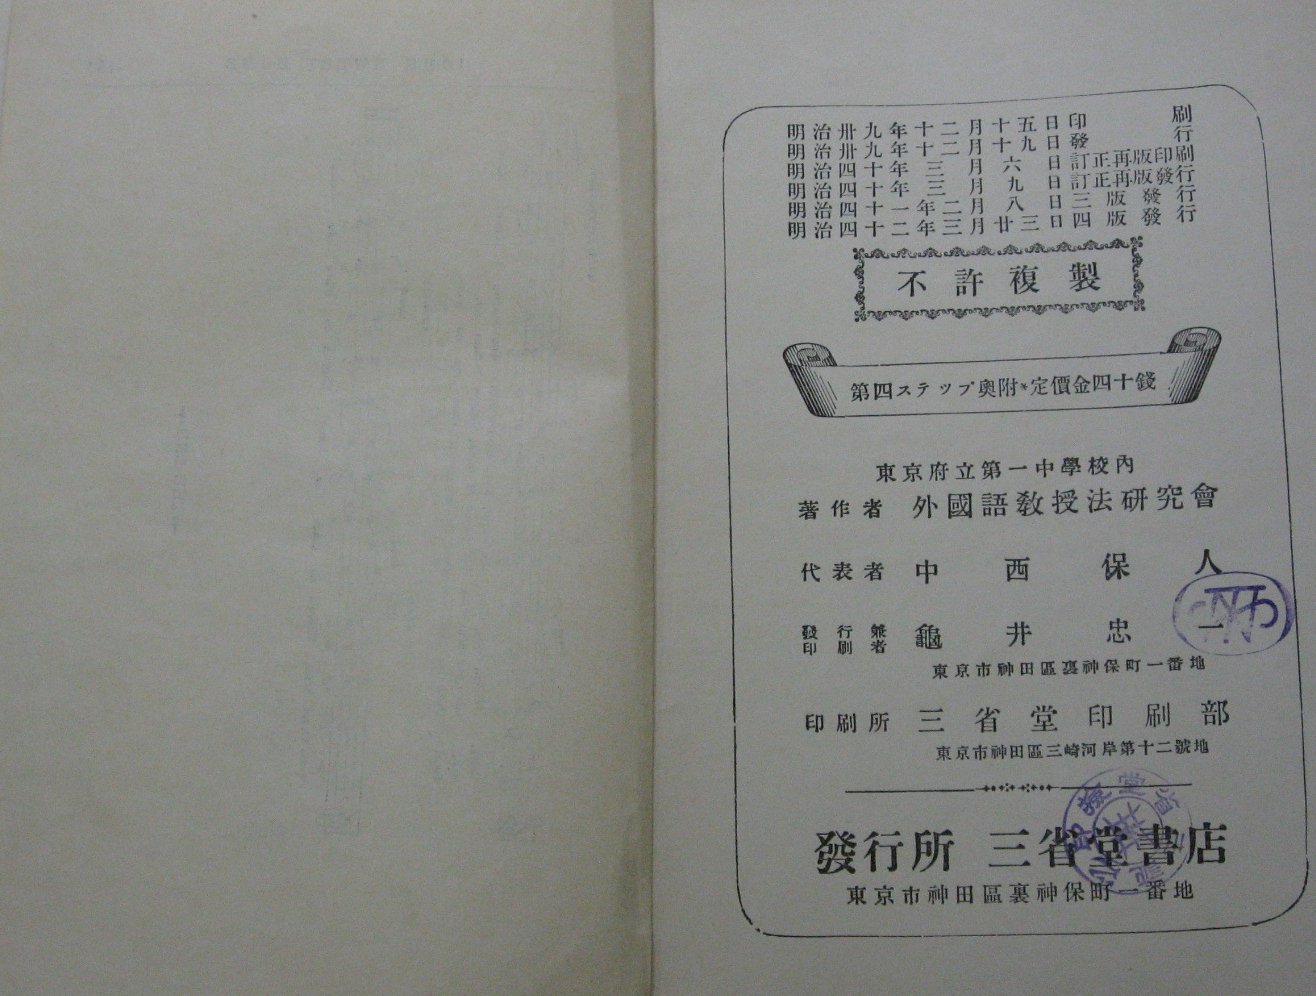 明治卅九年十二月十五日印刷
明治卅九年十二月十九日發行
明治四十年三月六日訂正再版印刷
明治四十年三月九日訂正再版發行
明治四十一年二月八日三版發行
明治四十二年三月廿三日四版發行
不許複製
第四ステップ奥附*定價金四十錢
東京府立第一中學校內
著作者 外國語敎授法研究會
代表者 中西保人
發行兼印刷者 龜井忠一
東京市神田區裏神保町一番地
印刷所 三省堂印刷部
東京市神田區三崎河岸第十二號地
發行所 三省堂書店
東京市神田區裏神保町一番地